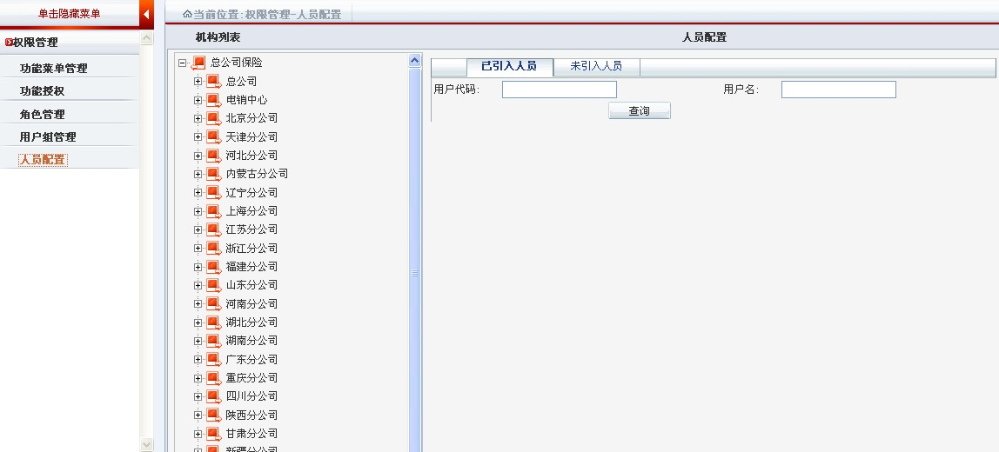 单击隐藏菜单
权限管理
功能菜单管理
功能授权
角色管理
用户组管理
人员配置
当前位置:权限管理-人员配置
机构列表
人员配置
总公司保险
总公司
电销中心
北京分公司
天津分公司
河北分公司
内蒙古分公司
辽宁分公司
上海分公司
江苏分公司
浙江分公司
福建分公司
山东分公司
河南分公司
湖北分公司
湖南分公司
广东分公司
重庆分公司
四川分公司
陕西分公司
甘肃分公司
新疆分公司
已引入人员 未引入人员
用户代码: 用户名:
查询